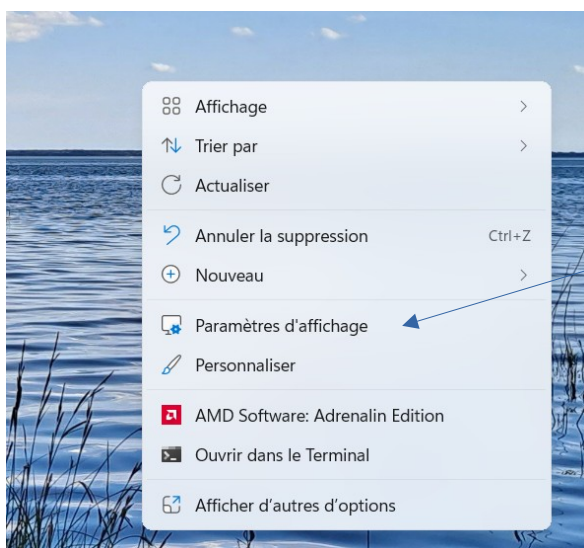 Affichage
Trier par
Actualiser
Annuler la suppression Ctrl+Z
Nouveau
Paramètres d'affichage
Personnaliser
AMD Software: Adrenalin Edition
Ouvrir dans le Terminal
Afficher d’autres d’options